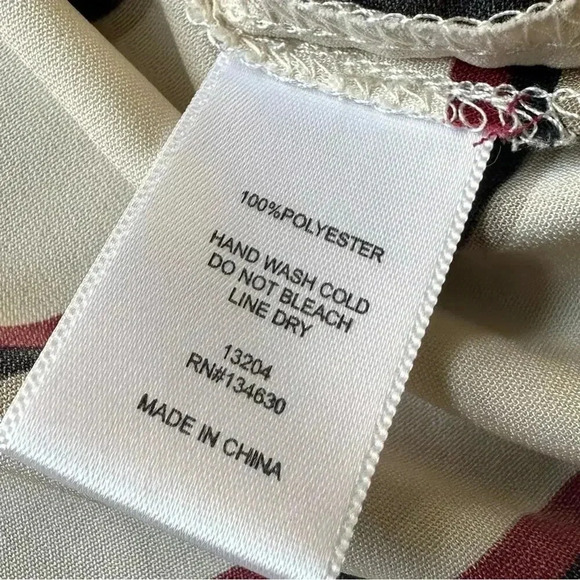 100%POLYESTER
HAND WASH COLD
DO NOT BLEACH
LINE DRY
13204
RN#134630
MADE IN CHINA